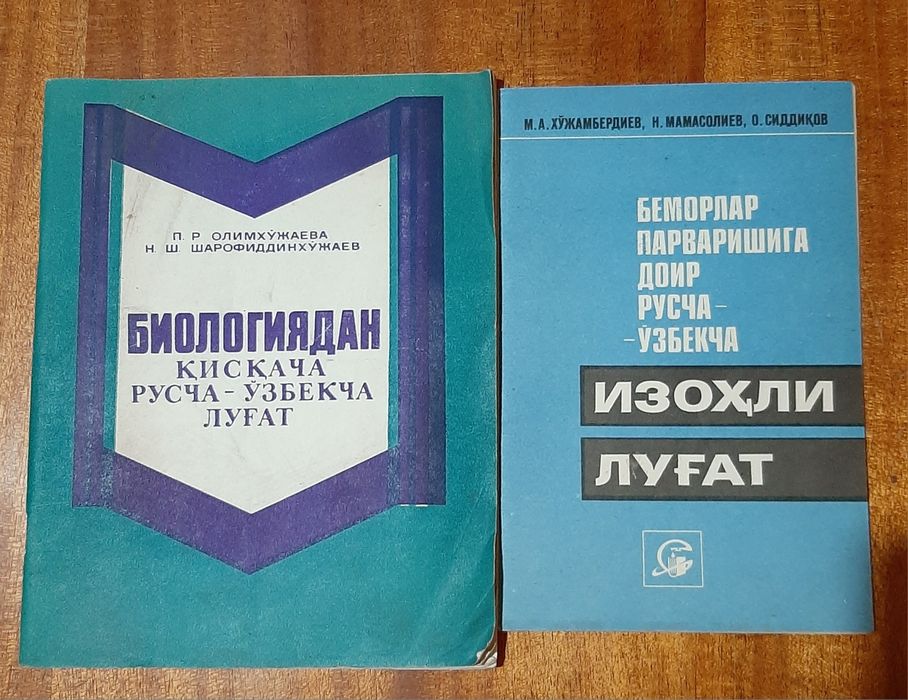 П. Р. ОЛИМХЎЖАЕВА
Н. Ш. ШАРОФИДДИНХЎЖАЕВ
БИОЛОГИЯДАН
ҚИСҚАЧА
РУСЧА – ЎЗБЕКЧА
ЛУҒАТ
М. А. ХЎЖАМБЕРДИЕВ, Н. МАМАСОЛИЕВ, О. СИДДИҚОВ
БЕМОРЛАР
ПАРВАРИШИГА
ДОИР
РУСЧА –
-ЎЗБЕКЧА
ИЗОҲЛИ
ЛУҒАТ